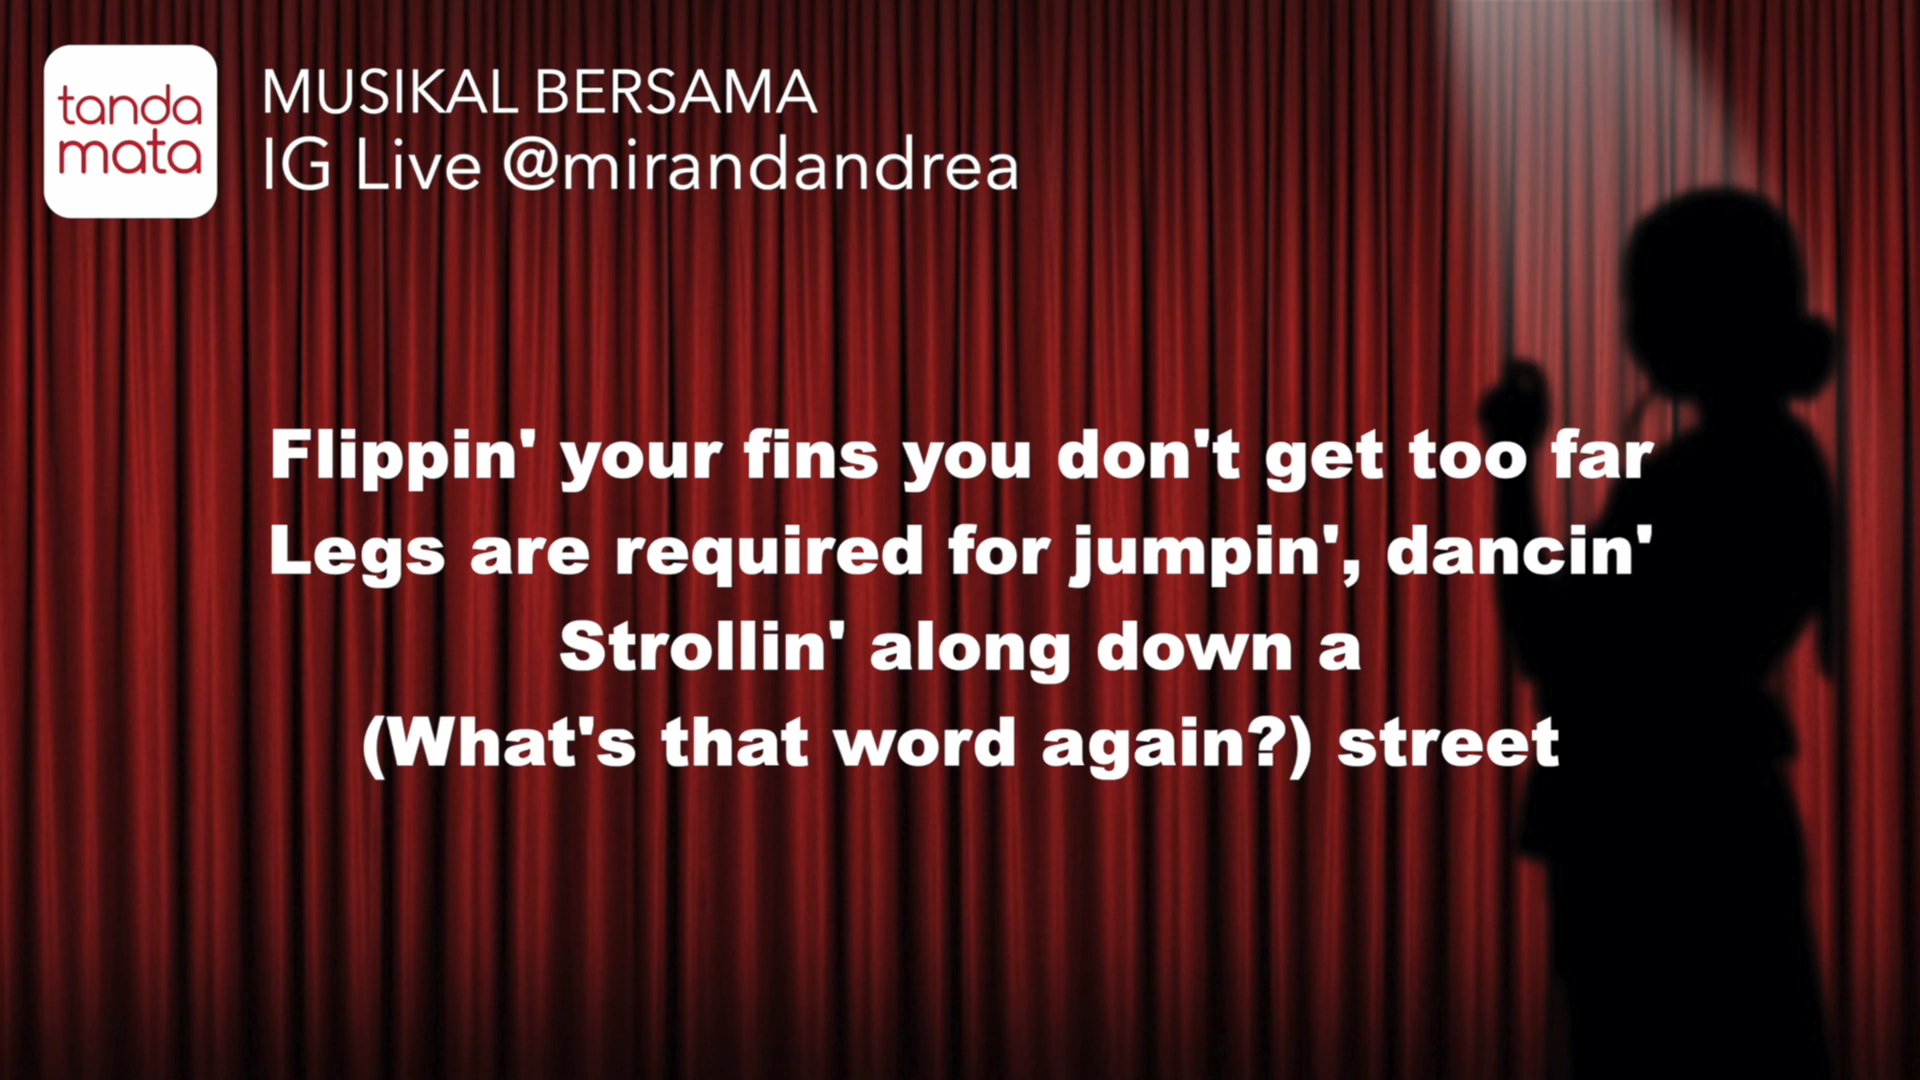 tanda
mata
MUSIKAL BERSAMA
IG Live @mirandandrea
Flippin' your fins you don't get too far
Legs are required for jumpin', dancin'
Strollin' along down a
(What's that word again?) street